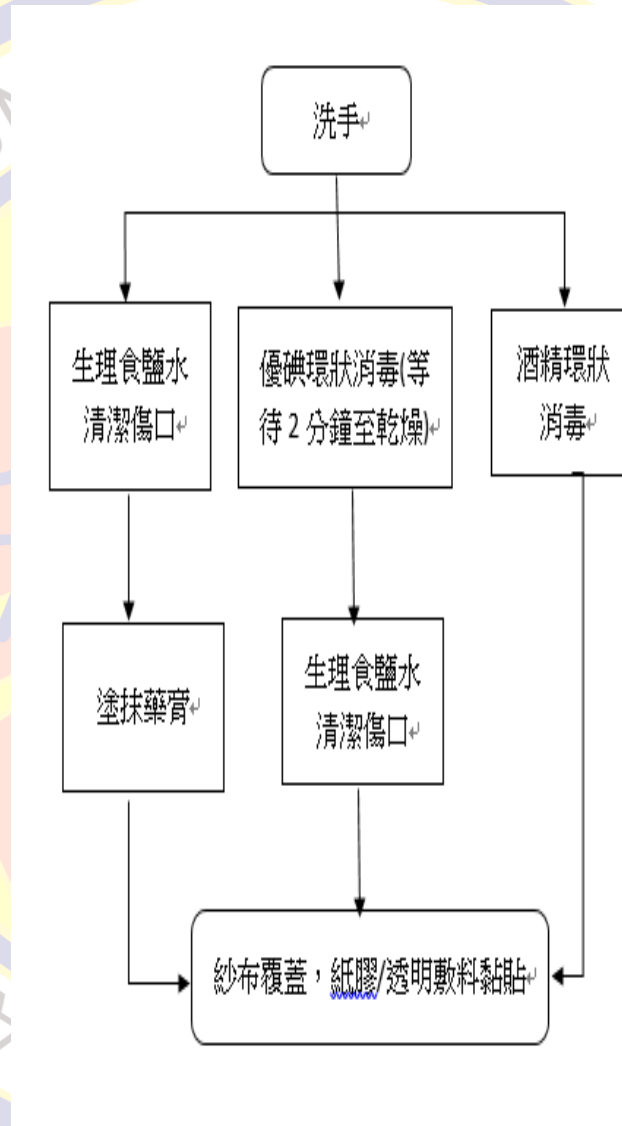 洗手
生理食鹽水
清潔傷口
優碘環狀消毒(等
待 2 分鐘至乾燥)
酒精環狀
消毒
塗抹藥膏
生理食鹽水
清潔傷口
紗布覆蓋，紙膠/透明敷料黏貼